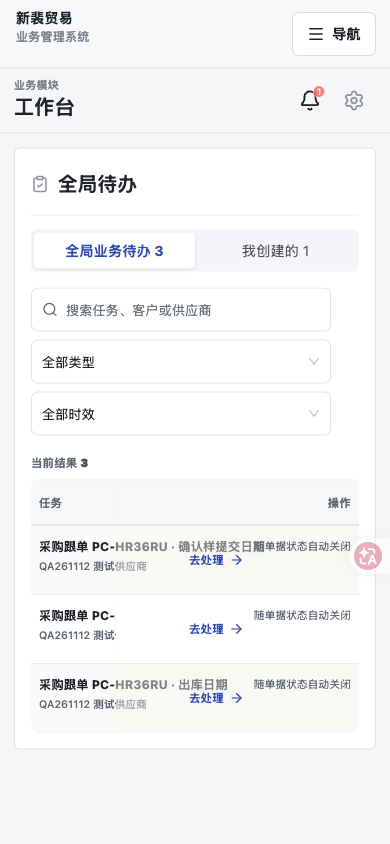 新裴贸易
业务管理系统
导航
业务模块
工作台
1
全局待办
全局业务待办 3
我创建的 1
搜索任务、客户或供应商
全部类型
全部时效
当前结果 3
任务
操作
采购跟单 PC-HR36RU · 确认样提交日期
随单据状态自动关闭
QA261112 测试供应商
去处理
采购跟单 PC-
随单据状态自动关闭
QA261112 测试
去处理
采购跟单 PC-HR36RU · 出库日期
随单据状态自动关闭
QA261112 测试供应商
去处理